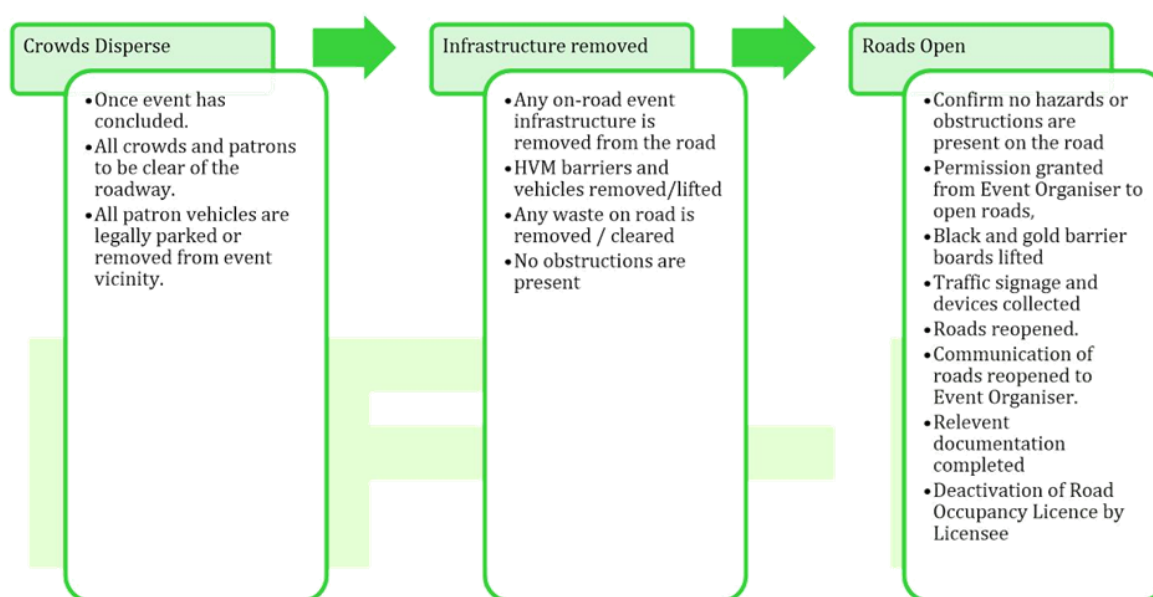 Crowds Disperse
•Once event has
concluded.
•All crowds and patrons
to be clear of the
roadway.
•All patron vehicles are
legally parked or
removed from event
vicinity.
Infrastructure removed
•Any on-road event
infrastructure is
removed from the road
•HVM barriers and
vehicles removed/lifted
•Any waste on road is
removed / cleared
•No obstructions are
present
Roads Open
•Confirm no hazards or
obstructions are
present on the road
•Permission granted
from Event Organiser to
open roads,
•Black and gold barrier
boards lifted
•Traffic signage and
devices collected
•Roads reopened.
•Communication of
roads reopened to
Event Organiser.
•Relevent
documentation
completed
•Deactivation of Road
Occupancy Licence by
Licensee